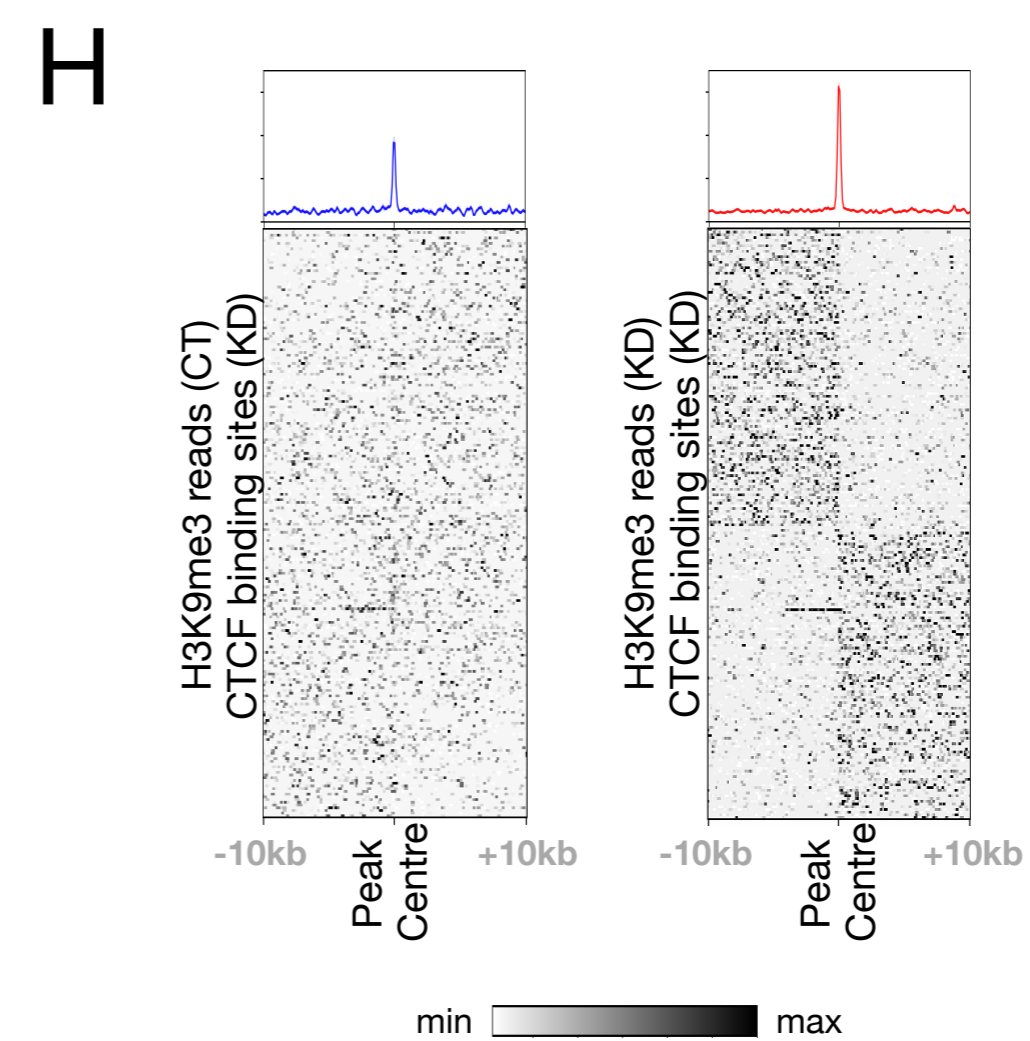 H
H3K9me3 reads (CT)
CTCF binding sites (KD)
H3K9me3 reads (KD)
CTCF binding sites (KD)
-10kb
Peak
Centre
+10kb
-10kb
Peak
Centre
+10kb
min
max